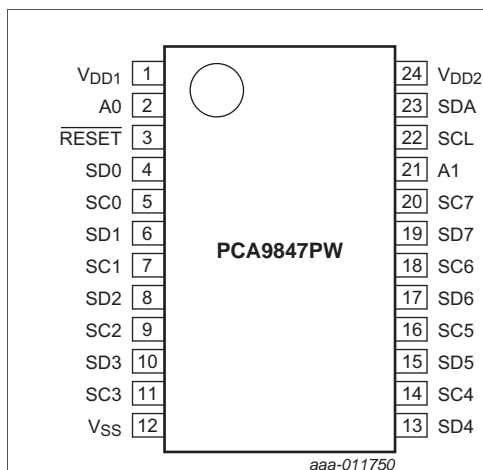 VDD1 1 24 VDD2
A0 2 23 SDA
RESET 3 22 SCL
SD0 4 21 A1
SC0 5 20 SC7
SD1 6 19 SD7
SC1 7 PCA9847PW 18 SC6
SD2 8 17 SD6
SC2 9 16 SC5
SD3 10 15 SD5
SC3 11 14 SC4
VSS 12 13 SD4
aaa-011750